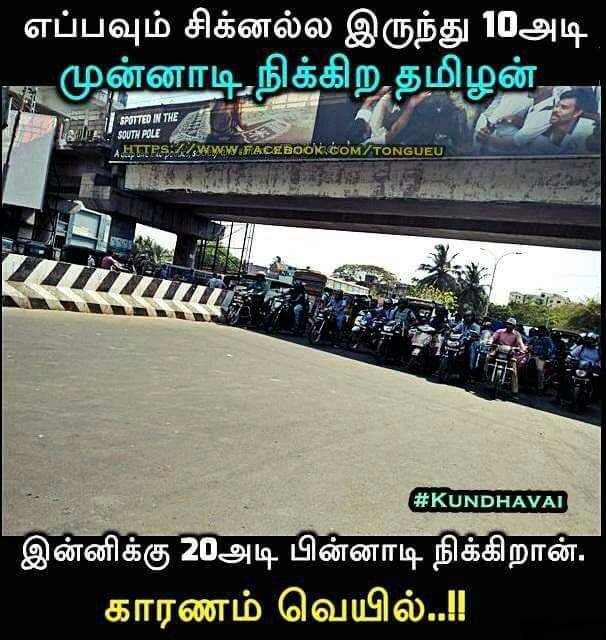 எப்பவும் சிக்னல்ல இருந்து 10அடி
முன்னாடி நிக்கிற தமிழன்
SPOTTED IN THE
SOUTH POLE
HTTPS://WWW.FACEBOOK.COM/TONGUEU
#KUNDHAVAI
இன்னிக்கு 20அடி பின்னாடி நிக்கிறான்.
காரணம் வெயில்..!!